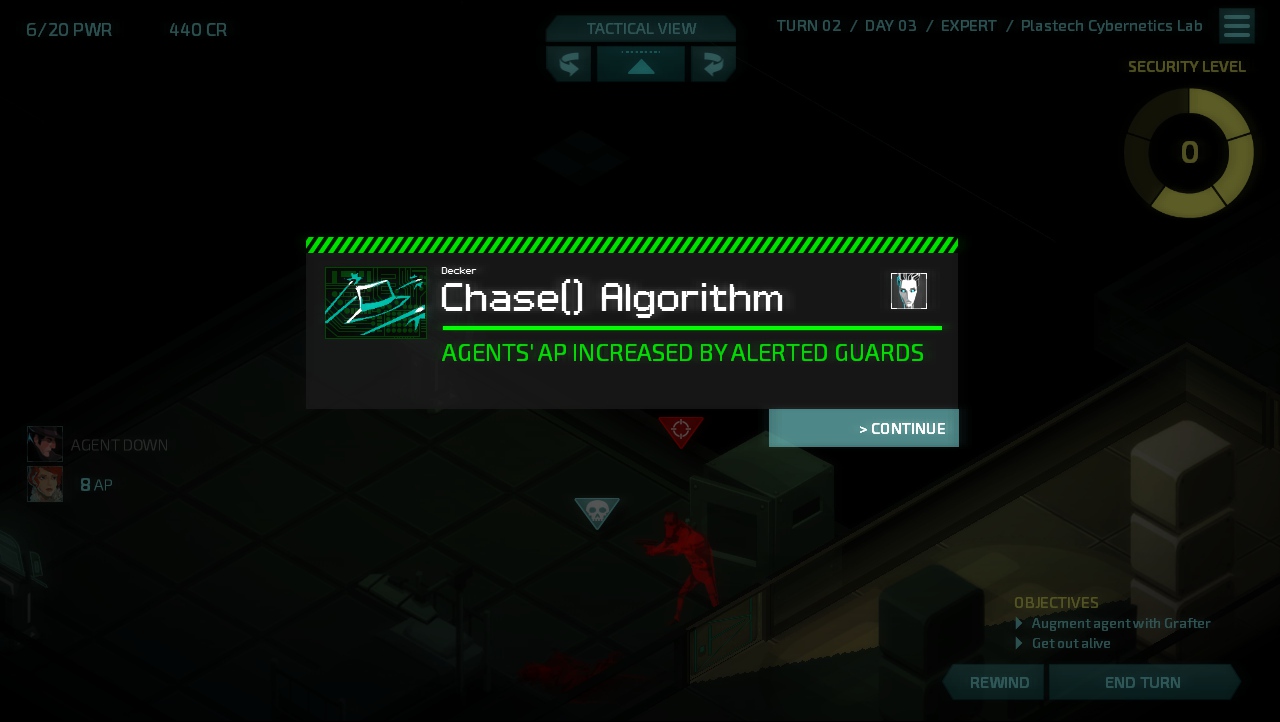 6/20 PWR
440 CR
TACTICAL VIEW
TURN 02 / DAY 03 / EXPERT / Plastech Cybernetics Lab
SECURITY LEVEL
0
Decker
Chase() Algorithm
AGENTS' AP INCREASED BY ALERTED GUARDS
> CONTINUE
AGENT DOWN
8 AP
OBJECTIVES
Augment agent with Grafter
Get out alive
REWIND
END TURN